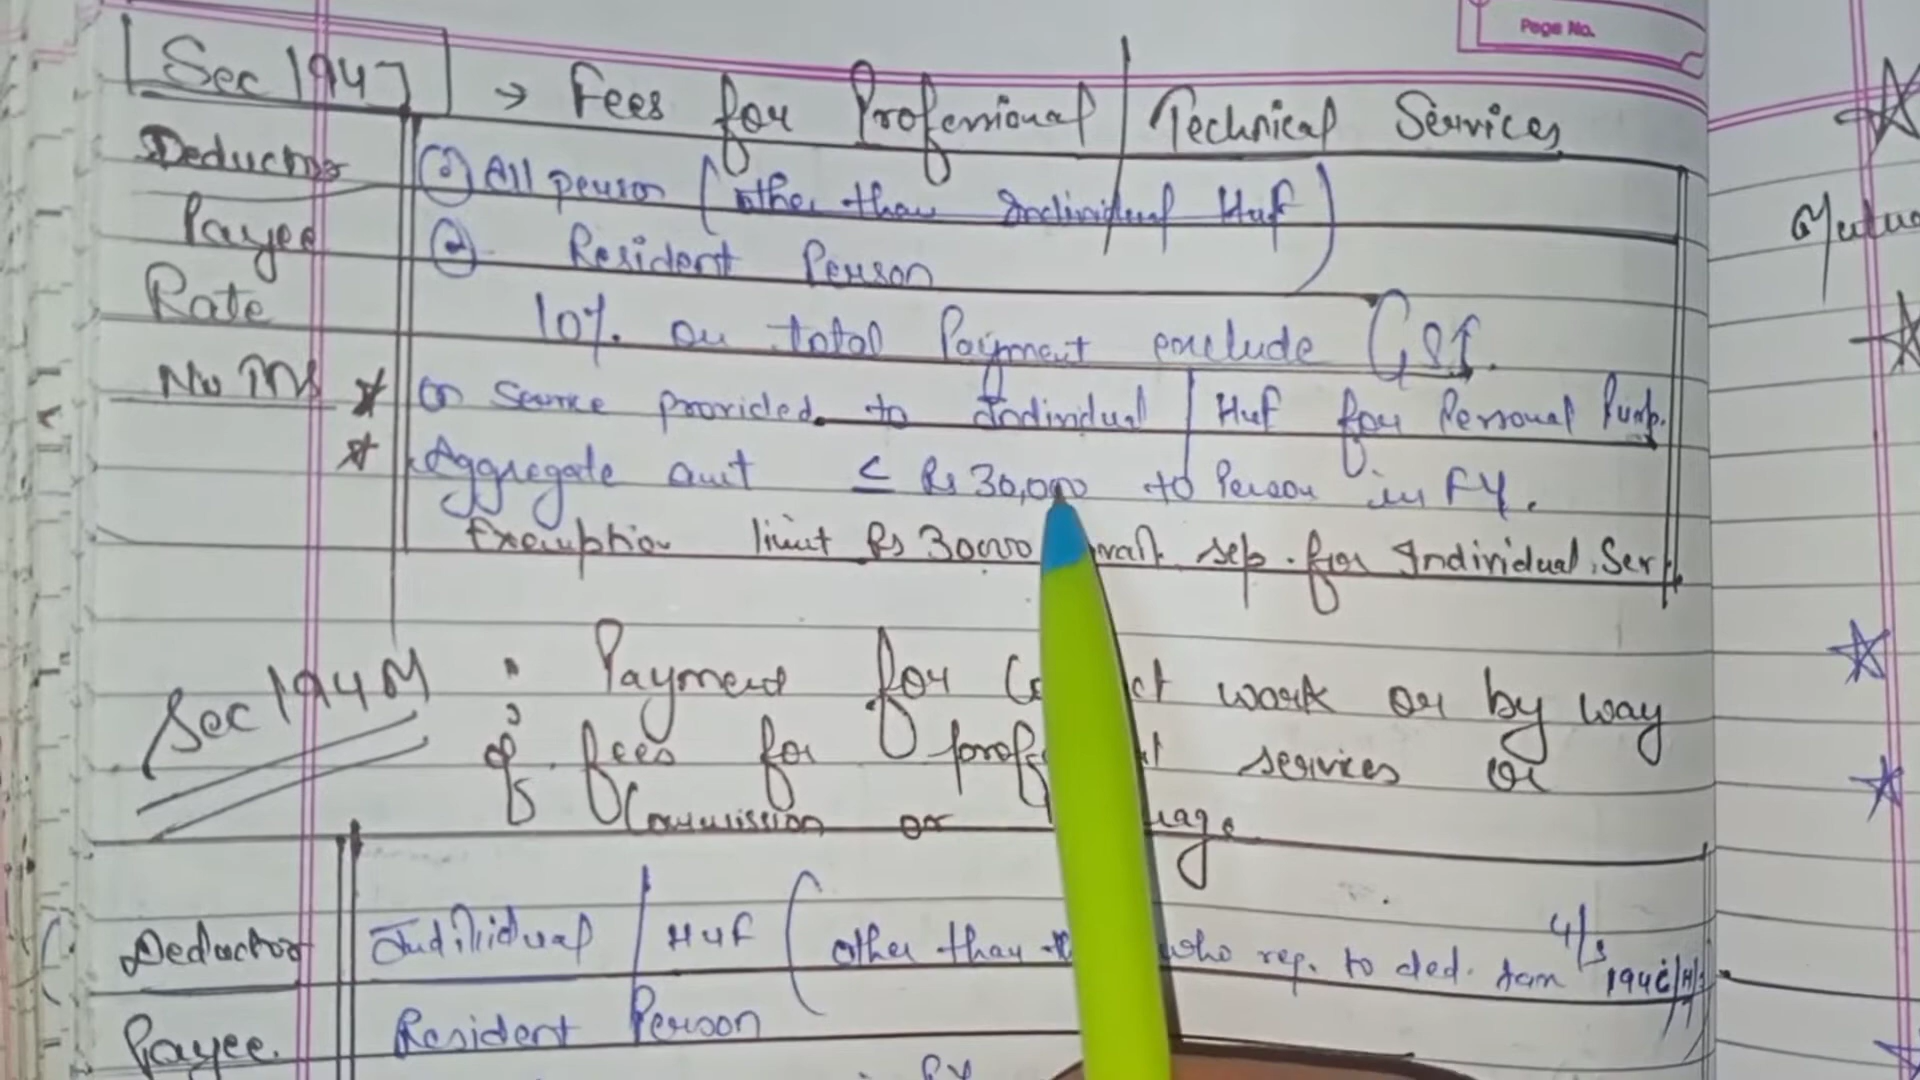 Page No.
Sec 194J → Fees for Professional / Technical Services
Deductor ① All person (other than Individual / Huf)
Payee ② Resident Person
Rate 10% on total Payment exclude GST.
No TDS * on service provided to Individual / Huf for Personal Purp.
* Aggregate amt ≤ Rs 30,000 to Person in FY.
Exemption limit Rs 30000 sep. for Individual Ser
Sec 194M : Payment for work or by way
of fees for services or
Commission or
Deductor Individual / Huf (other than who rep. to ded. u/s 194C/H/J
Payee Resident Person